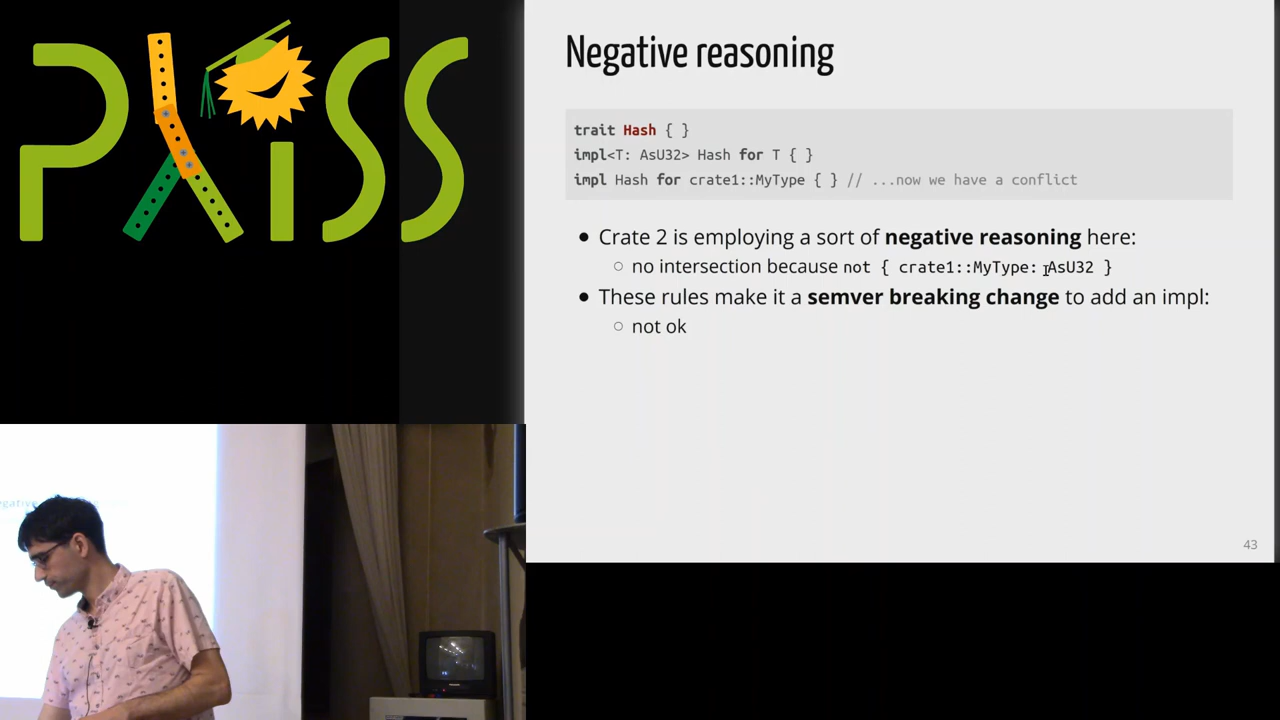 PLISS
Negative reasoning
trait Hash { }
impl<T: AsU32> Hash for T { }
impl Hash for crate1::MyType { } // ...now we have a conflict
● Crate 2 is employing a sort of negative reasoning here:
○ no intersection because not { crate1::MyType: AsU32 }
● These rules make it a semver breaking change to add an impl:
○ not ok
43